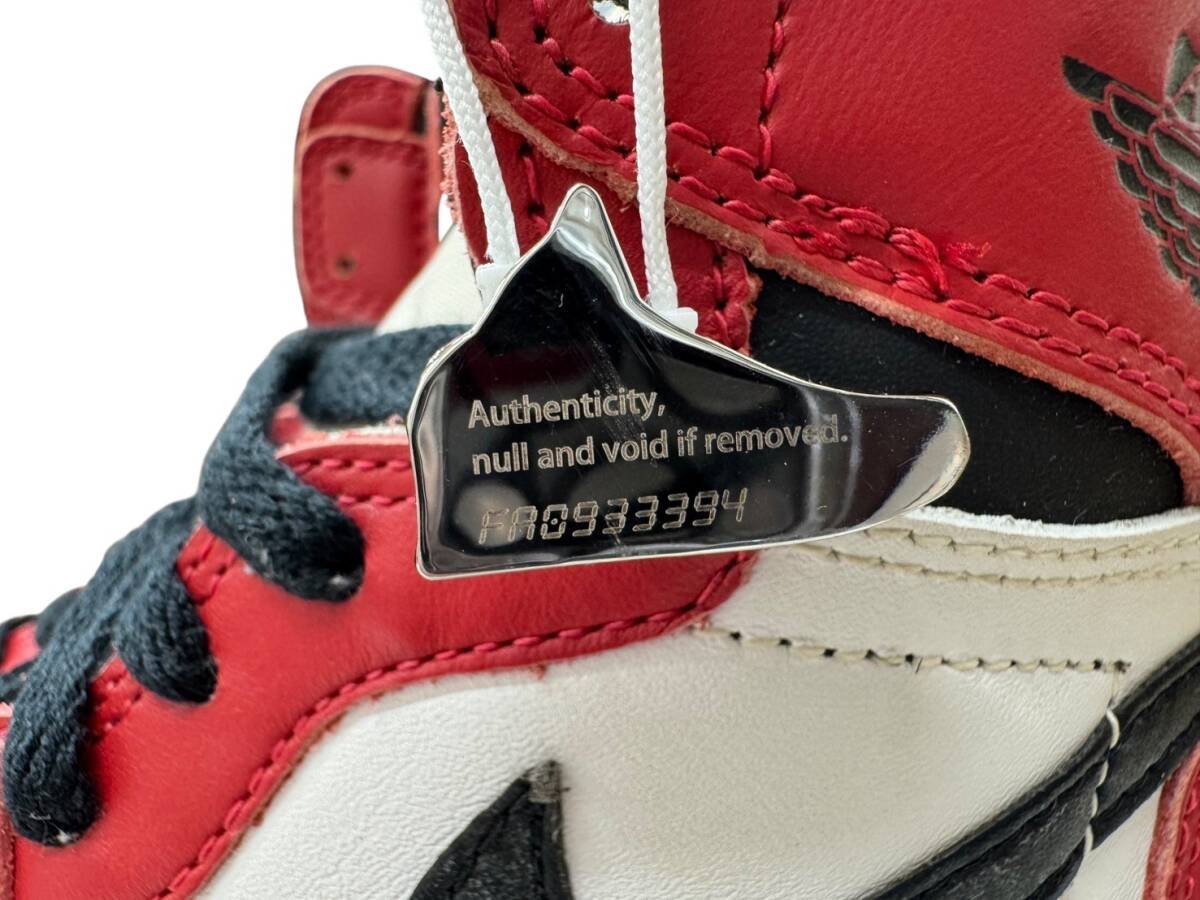 Authenticity,
null and void if removed.
FA0933394